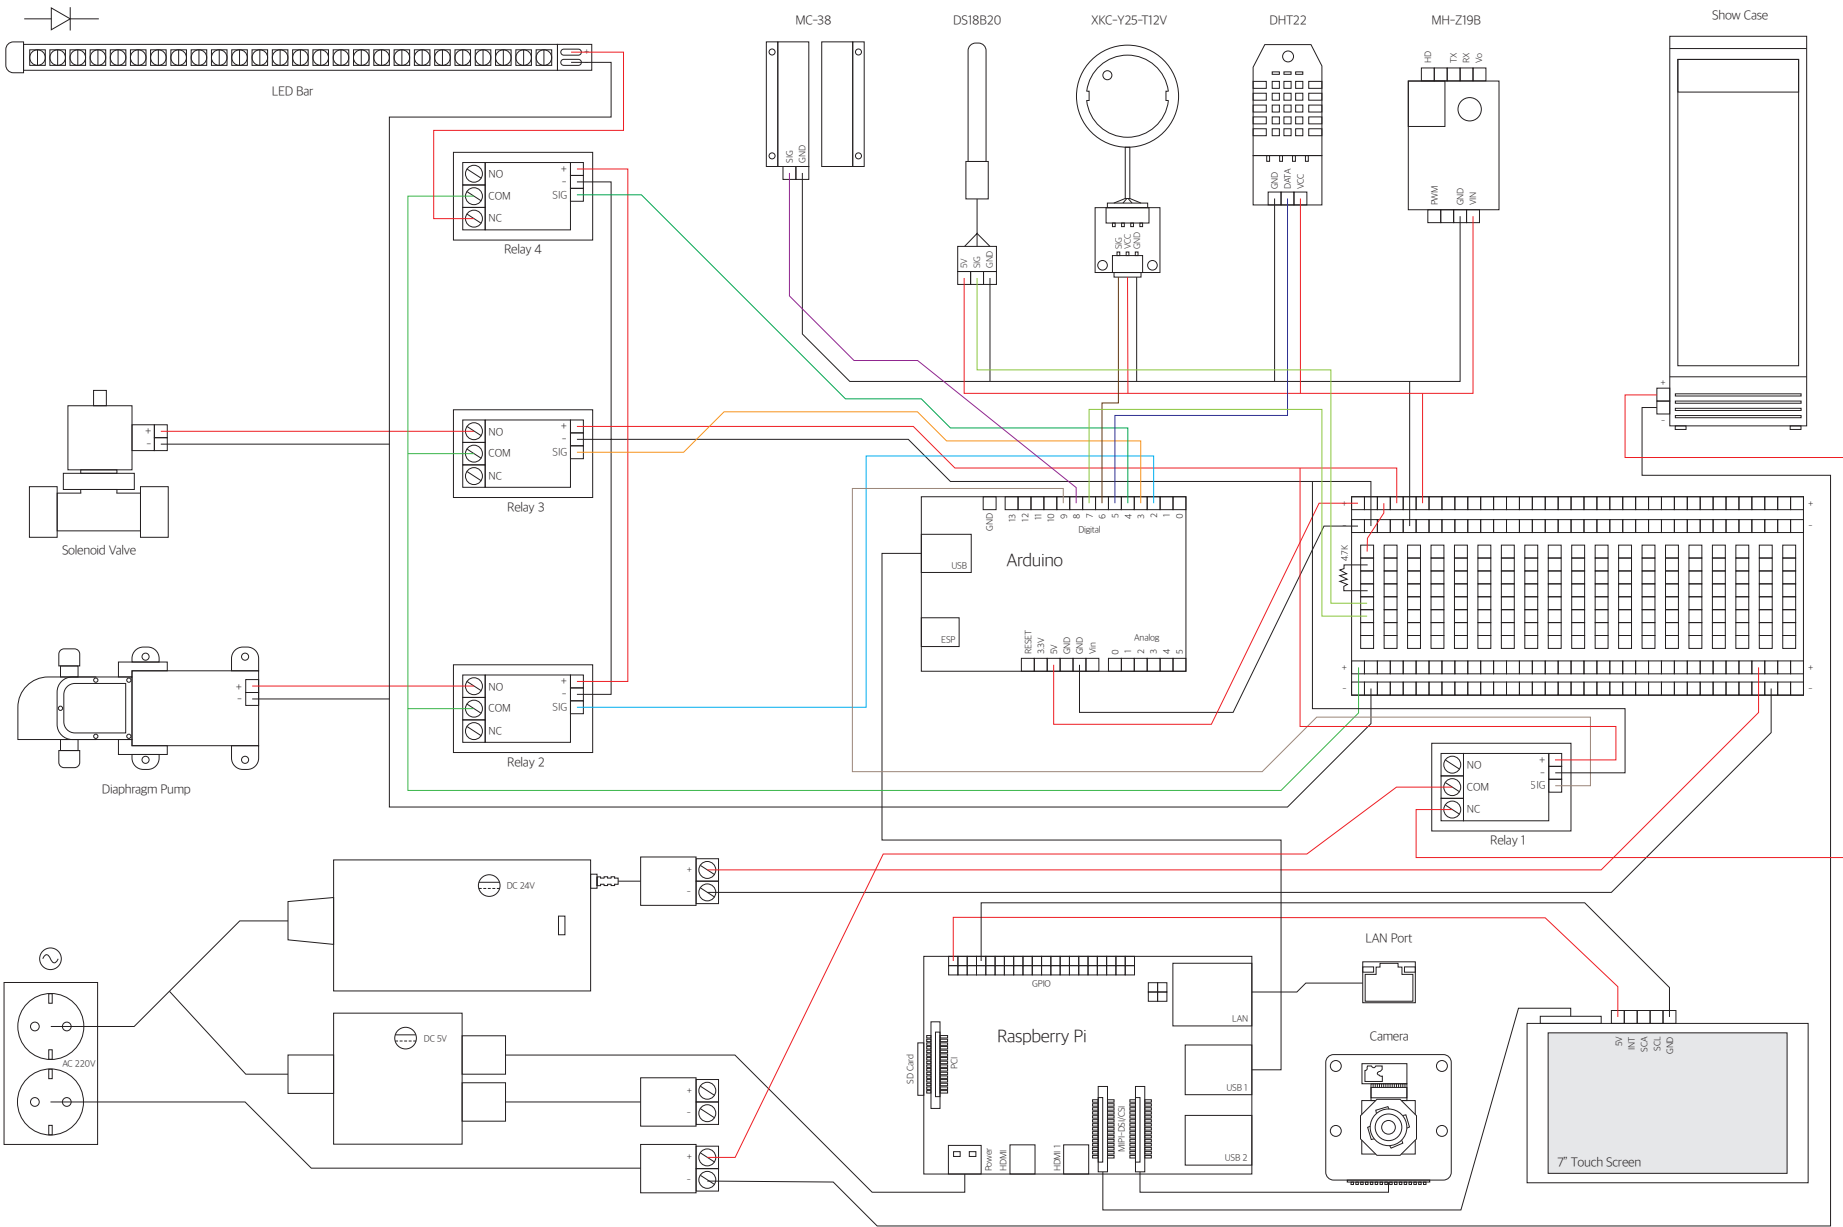 MC-38
DS18B20
XKC-Y25-T12V
DHT22
MH-Z19B
Show Case
LED Bar
+
-
HD
TX
RX
Vo
SIG
GND
PWM
GND
VIN
GND
DATA
VCC
5V
SIG
GND
SIG
VCC
GND
NO
COM
NC
+
-
SIG
Relay 4
+
-
Solenoid Valve
NO
COM
NC
+
-
SIG
Relay 3
+
-
Diaphragm Pump
NO
COM
NC
+
-
SIG
Relay 2
+
-
GND
13
12
11
10
9
8
7
6
5
4
3
2
1
0
Digital
USB
Arduino
ESP
RESET
3.3V
5V
GND
GND
Vin
Analog
0
1
2
3
4
5
+
-
+
-
4.7K
+
-
+
-
NO
COM
NC
+
-
SIG
Relay 1
DC 24V
+
-
AC 220V
DC 5V
+
-
+
-
GPIO
LAN
Raspberry Pi
SD Card
PCI
USB 1
USB 2
MIPI-DSI/CSI
Power
HDMI
HDMI 1
LAN Port
Camera
5V
INT
SCA
SCL
GND
7" Touch Screen